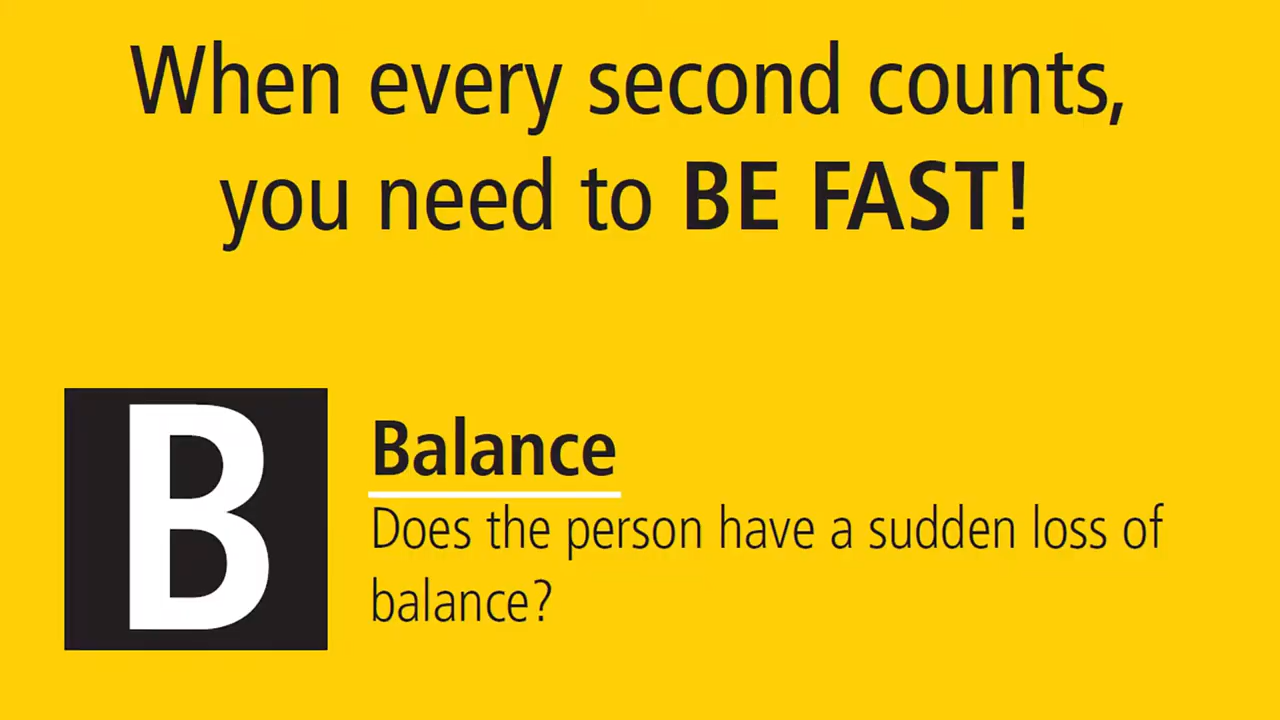 When every second counts,
you need to BE FAST!
B
Balance
Does the person have a sudden loss of
balance?